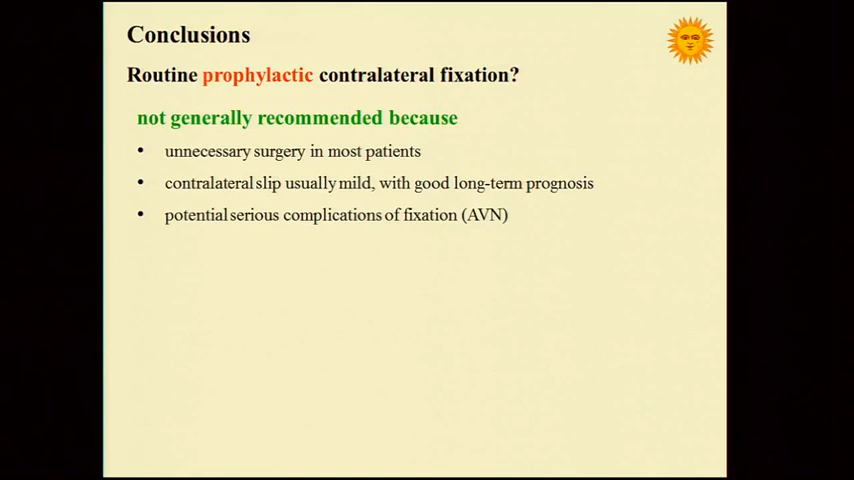 Conclusions
Routine prophylactic contralateral fixation?
not generally recommended because
• unnecessary surgery in most patients
• contralateral slip usually mild, with good long-term prognosis
• potential serious complications of fixation (AVN)